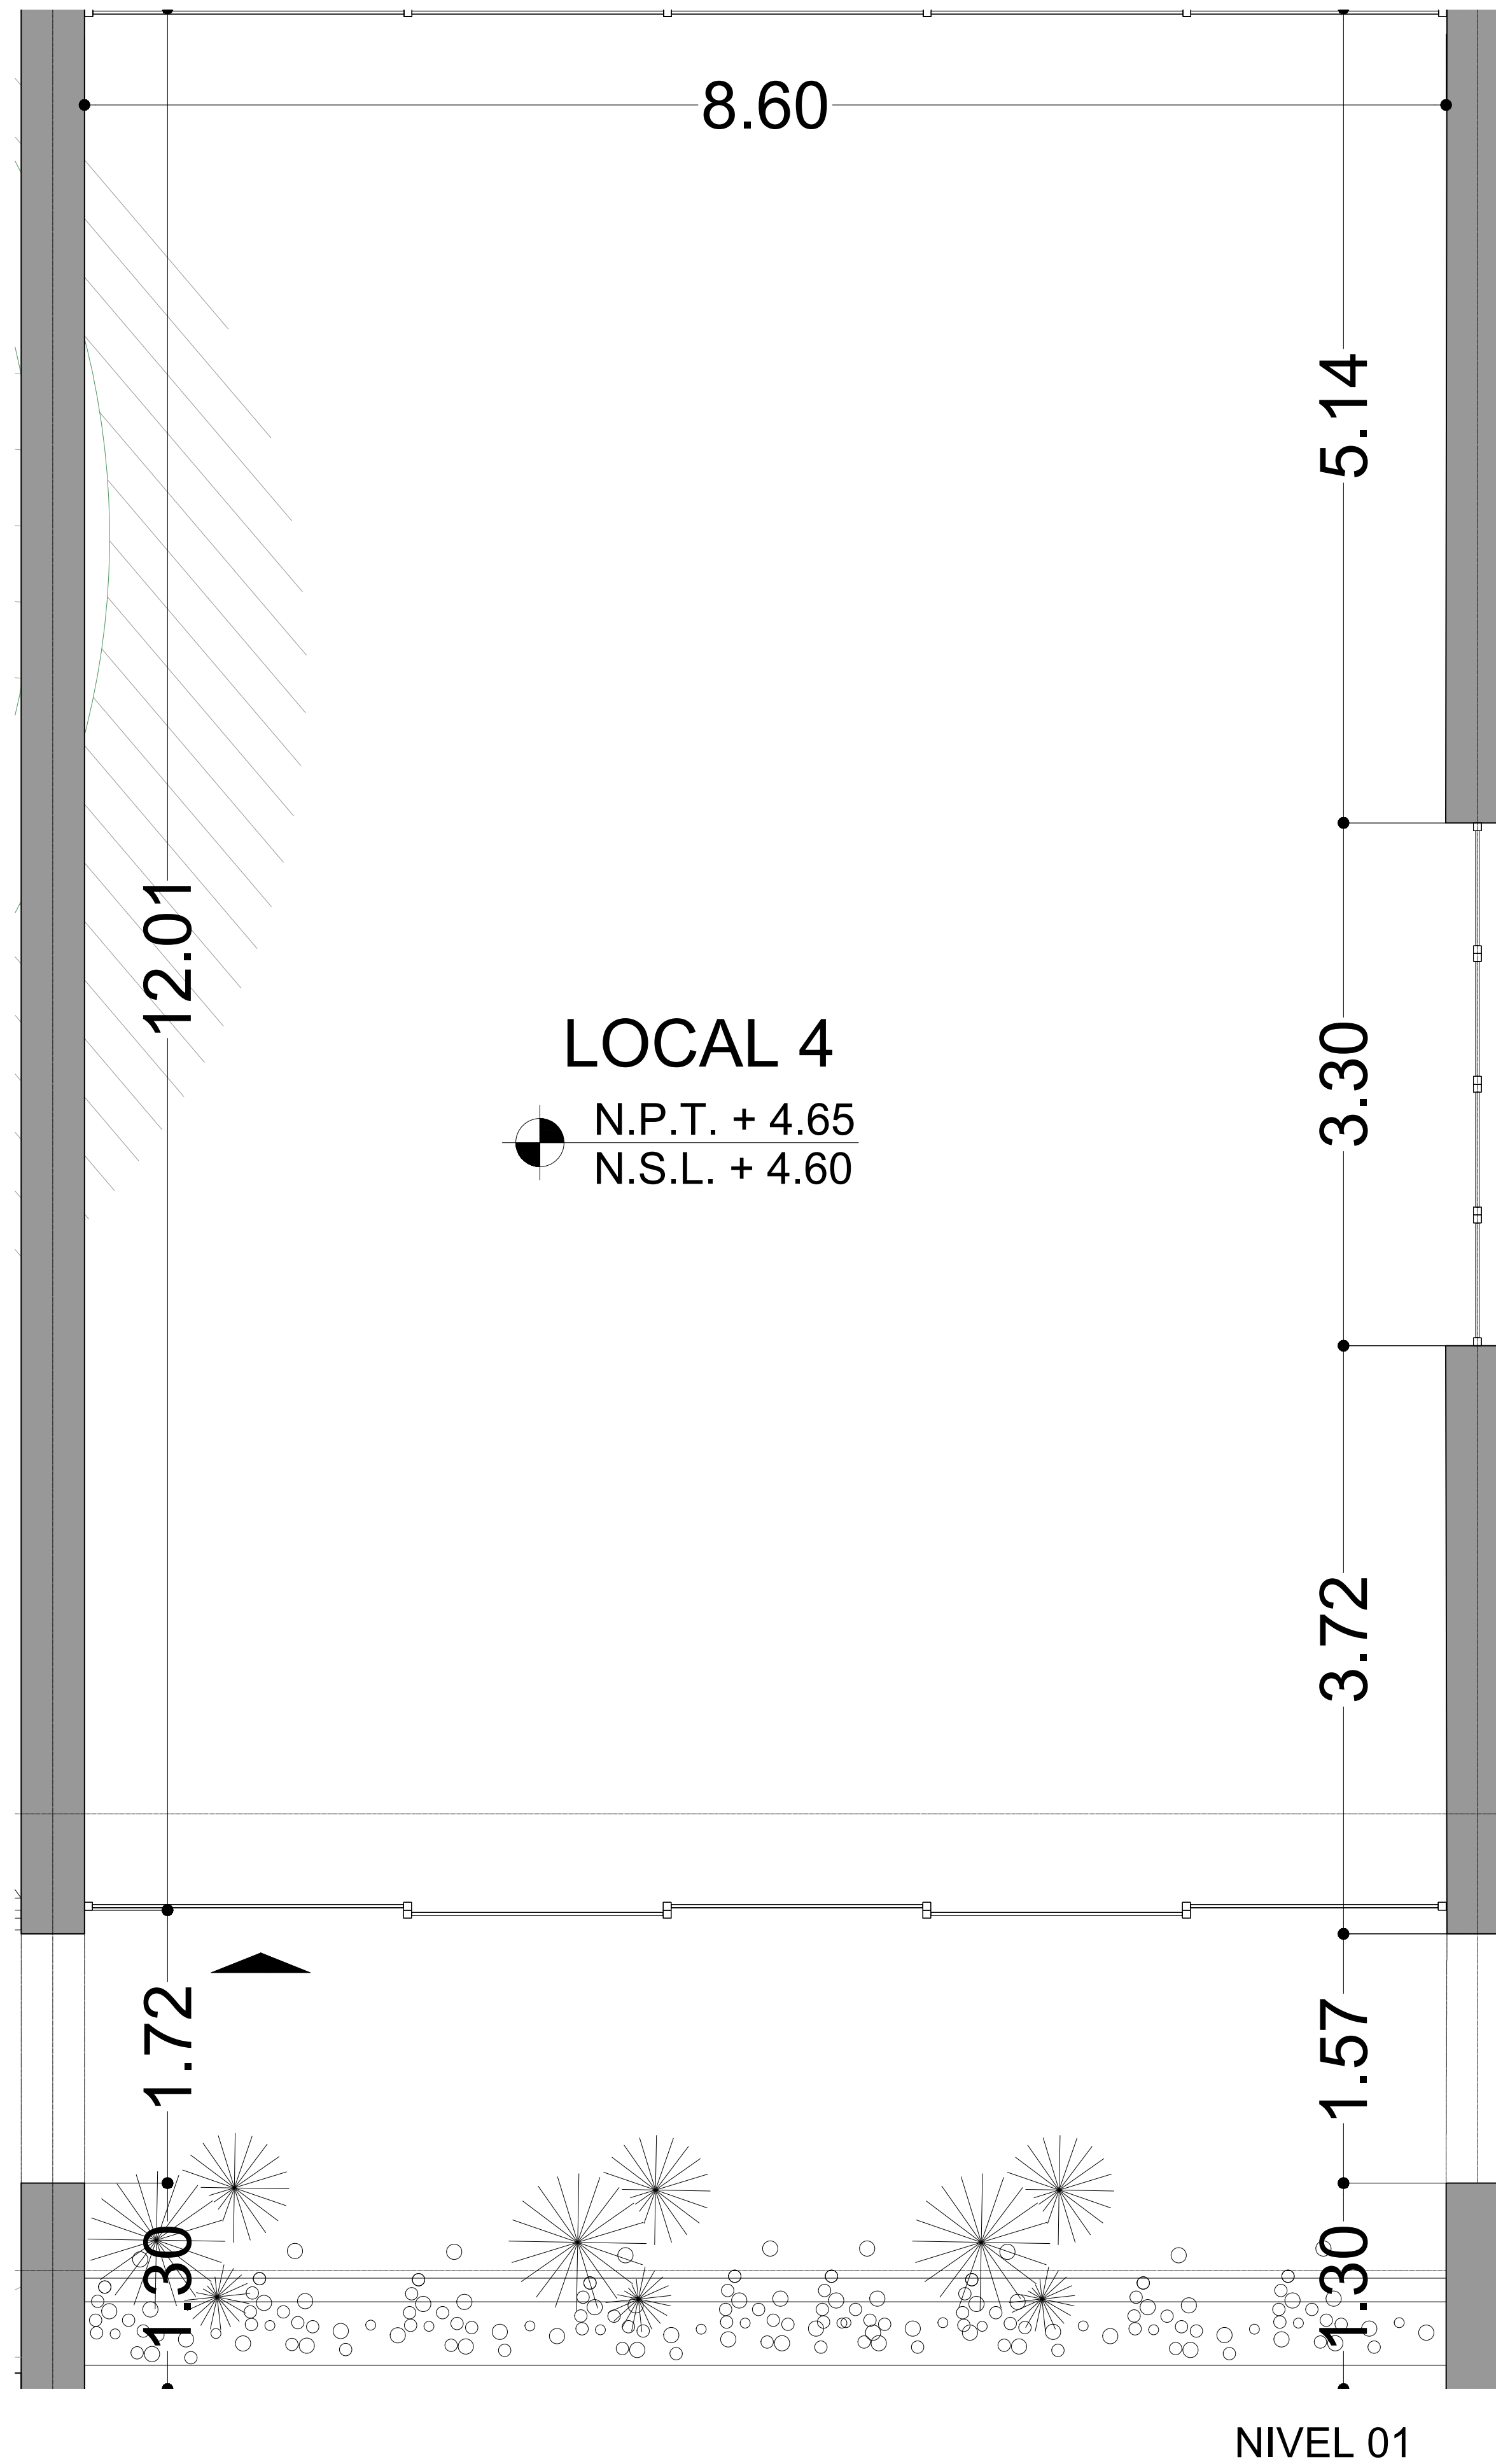 8.60
5.14
12.01
LOCAL 4
N.P.T. + 4.65
N.S.L. + 4.60
3.30
3.72
1.72
1.57
1.30
1.30
NIVEL 01